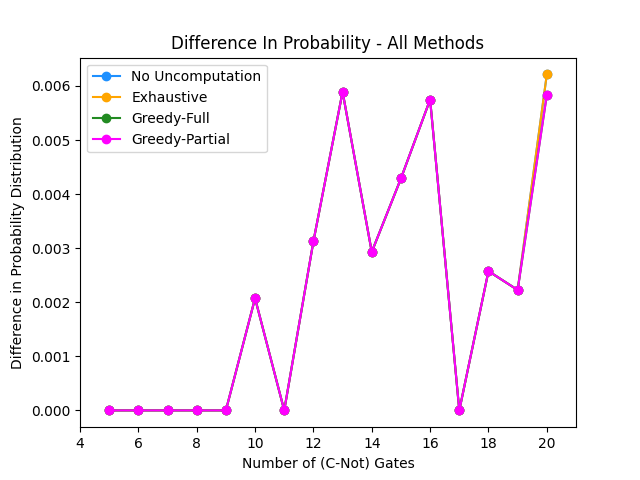 Difference In Probability - All Methods
No Uncomputation
Exhaustive
Greedy-Full
Greedy-Partial
Difference in Probability Distribution
0.006
0.005
0.004
0.003
0.002
0.001
0.000
4 6 8 10 12 14 16 18 20
Number of (C-Not) Gates